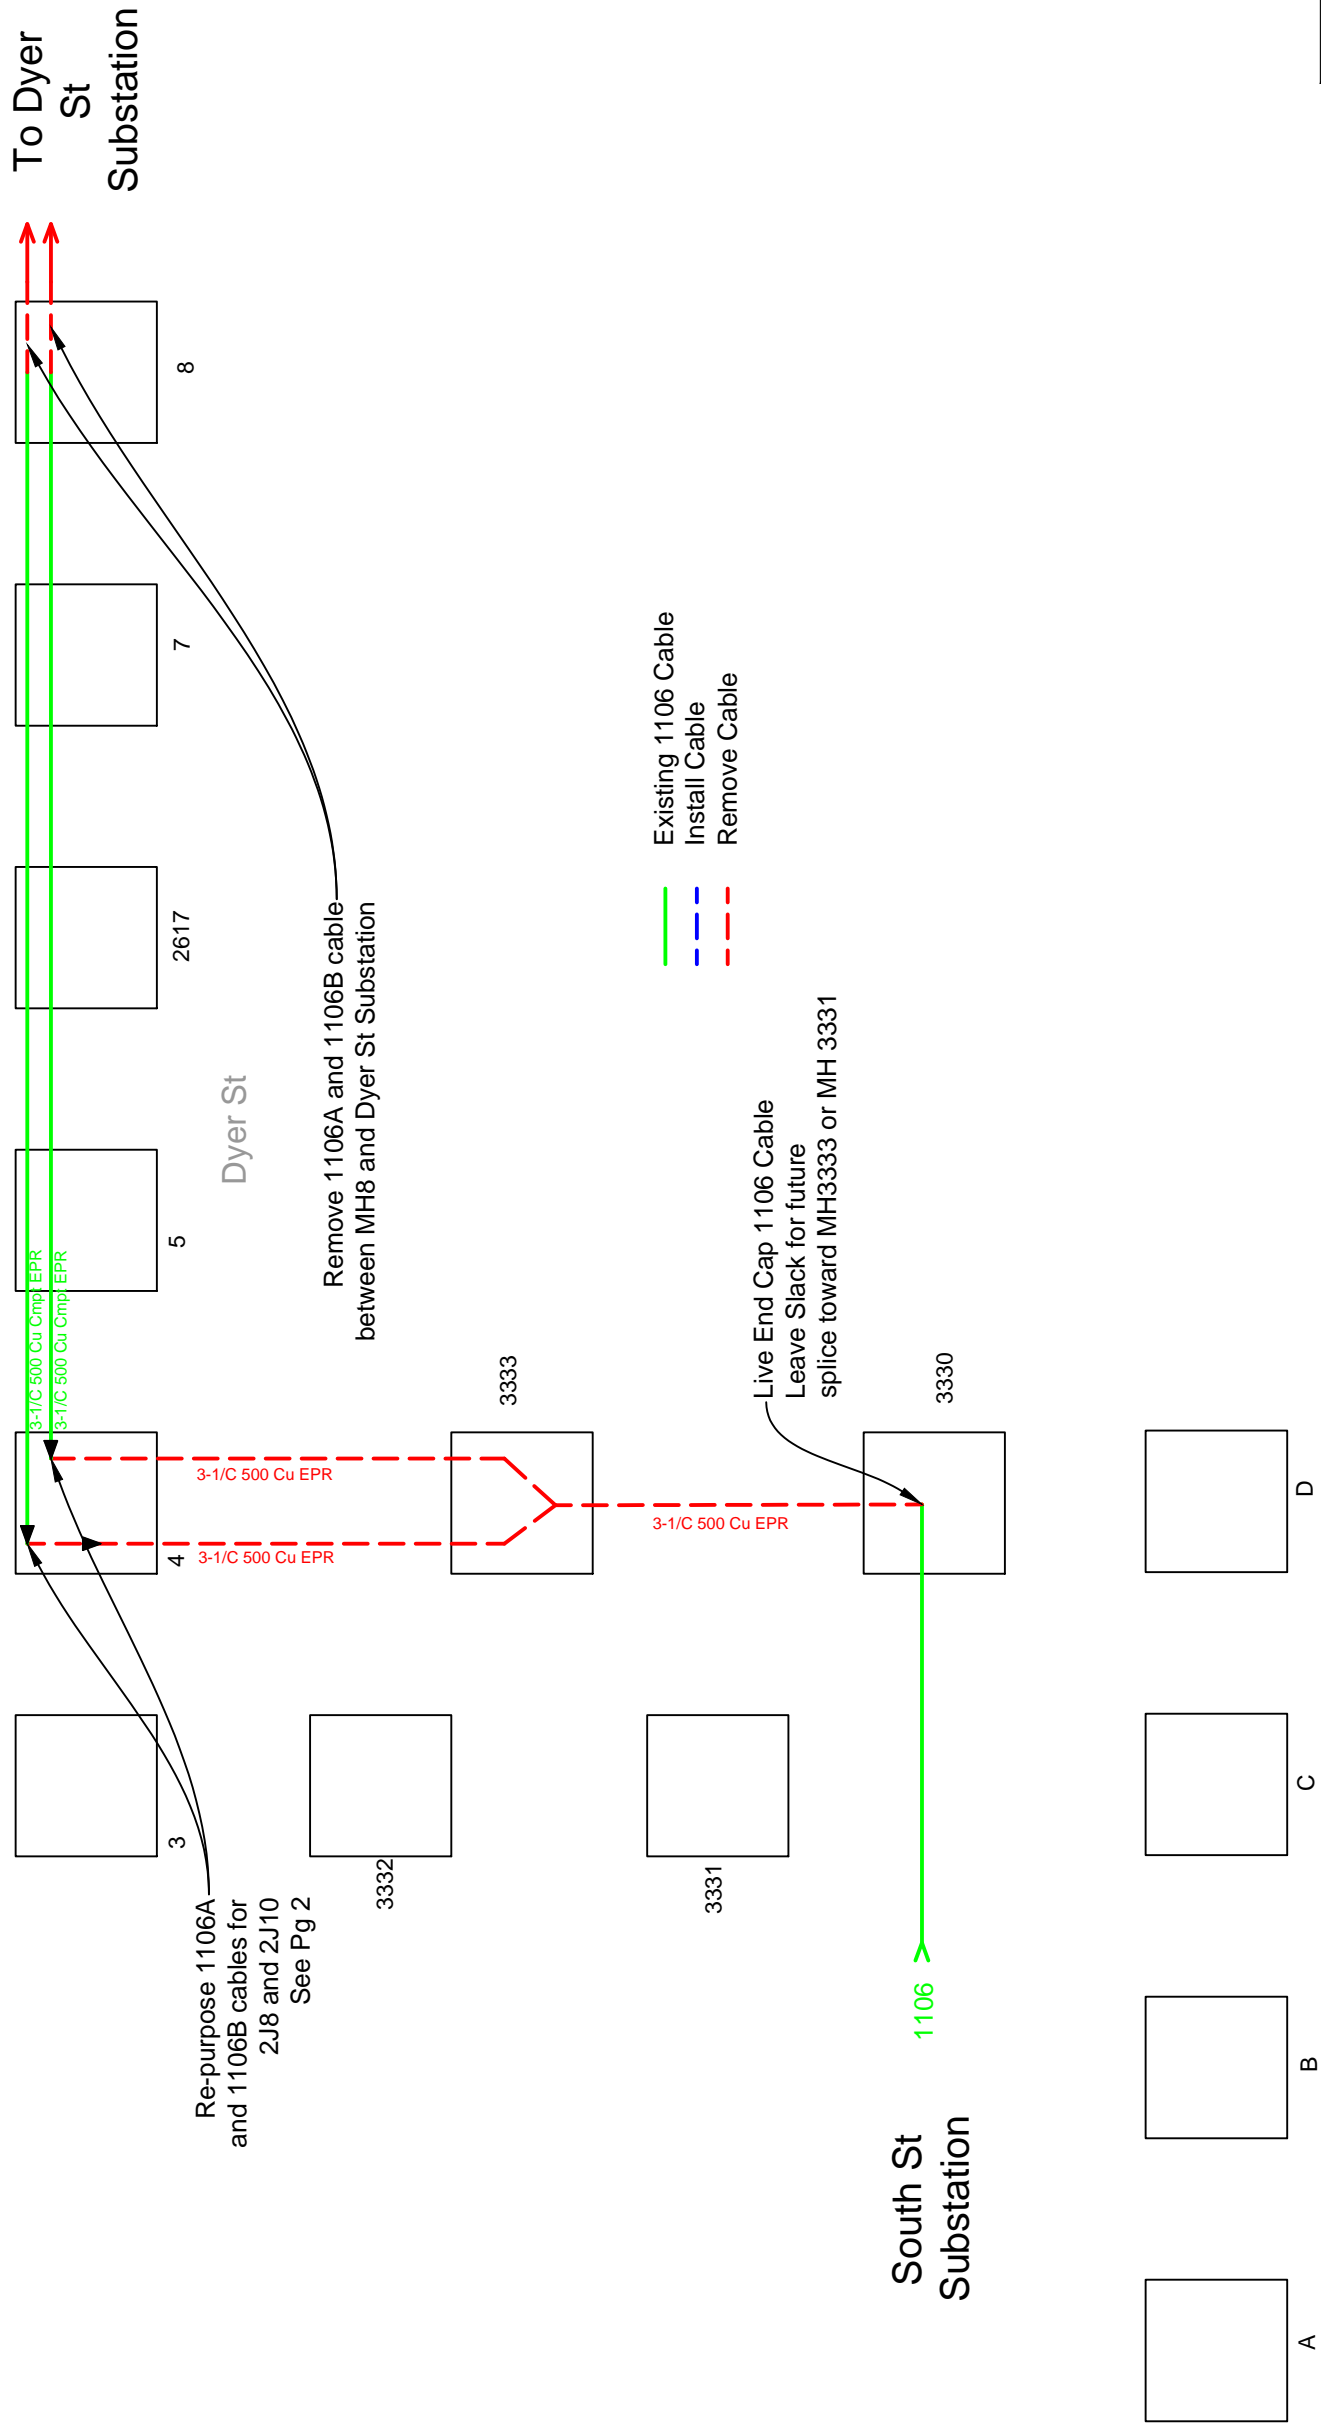 To Dyer
St
Substation
8
7
2617
5
4
3
3-1/C 500 Cu Cmpt EPR
3-1/C 500 Cu Cmpt EPR
Dyer St
Remove 1106A and 1106B cable
between MH8 and Dyer St Substation
Re-purpose 1106A
and 1106B cables for
2J8 and 2J10
See Pg 2
3-1/C 500 Cu EPR
3-1/C 500 Cu EPR
3332
3333
3-1/C 500 Cu EPR
Existing 1106 Cable
Install Cable
Remove Cable
3331
Live End Cap 1106 Cable
Leave Slack for future
splice toward MH3333 or MH 3331
South St
Substation
1106
3330
A
B
C
D